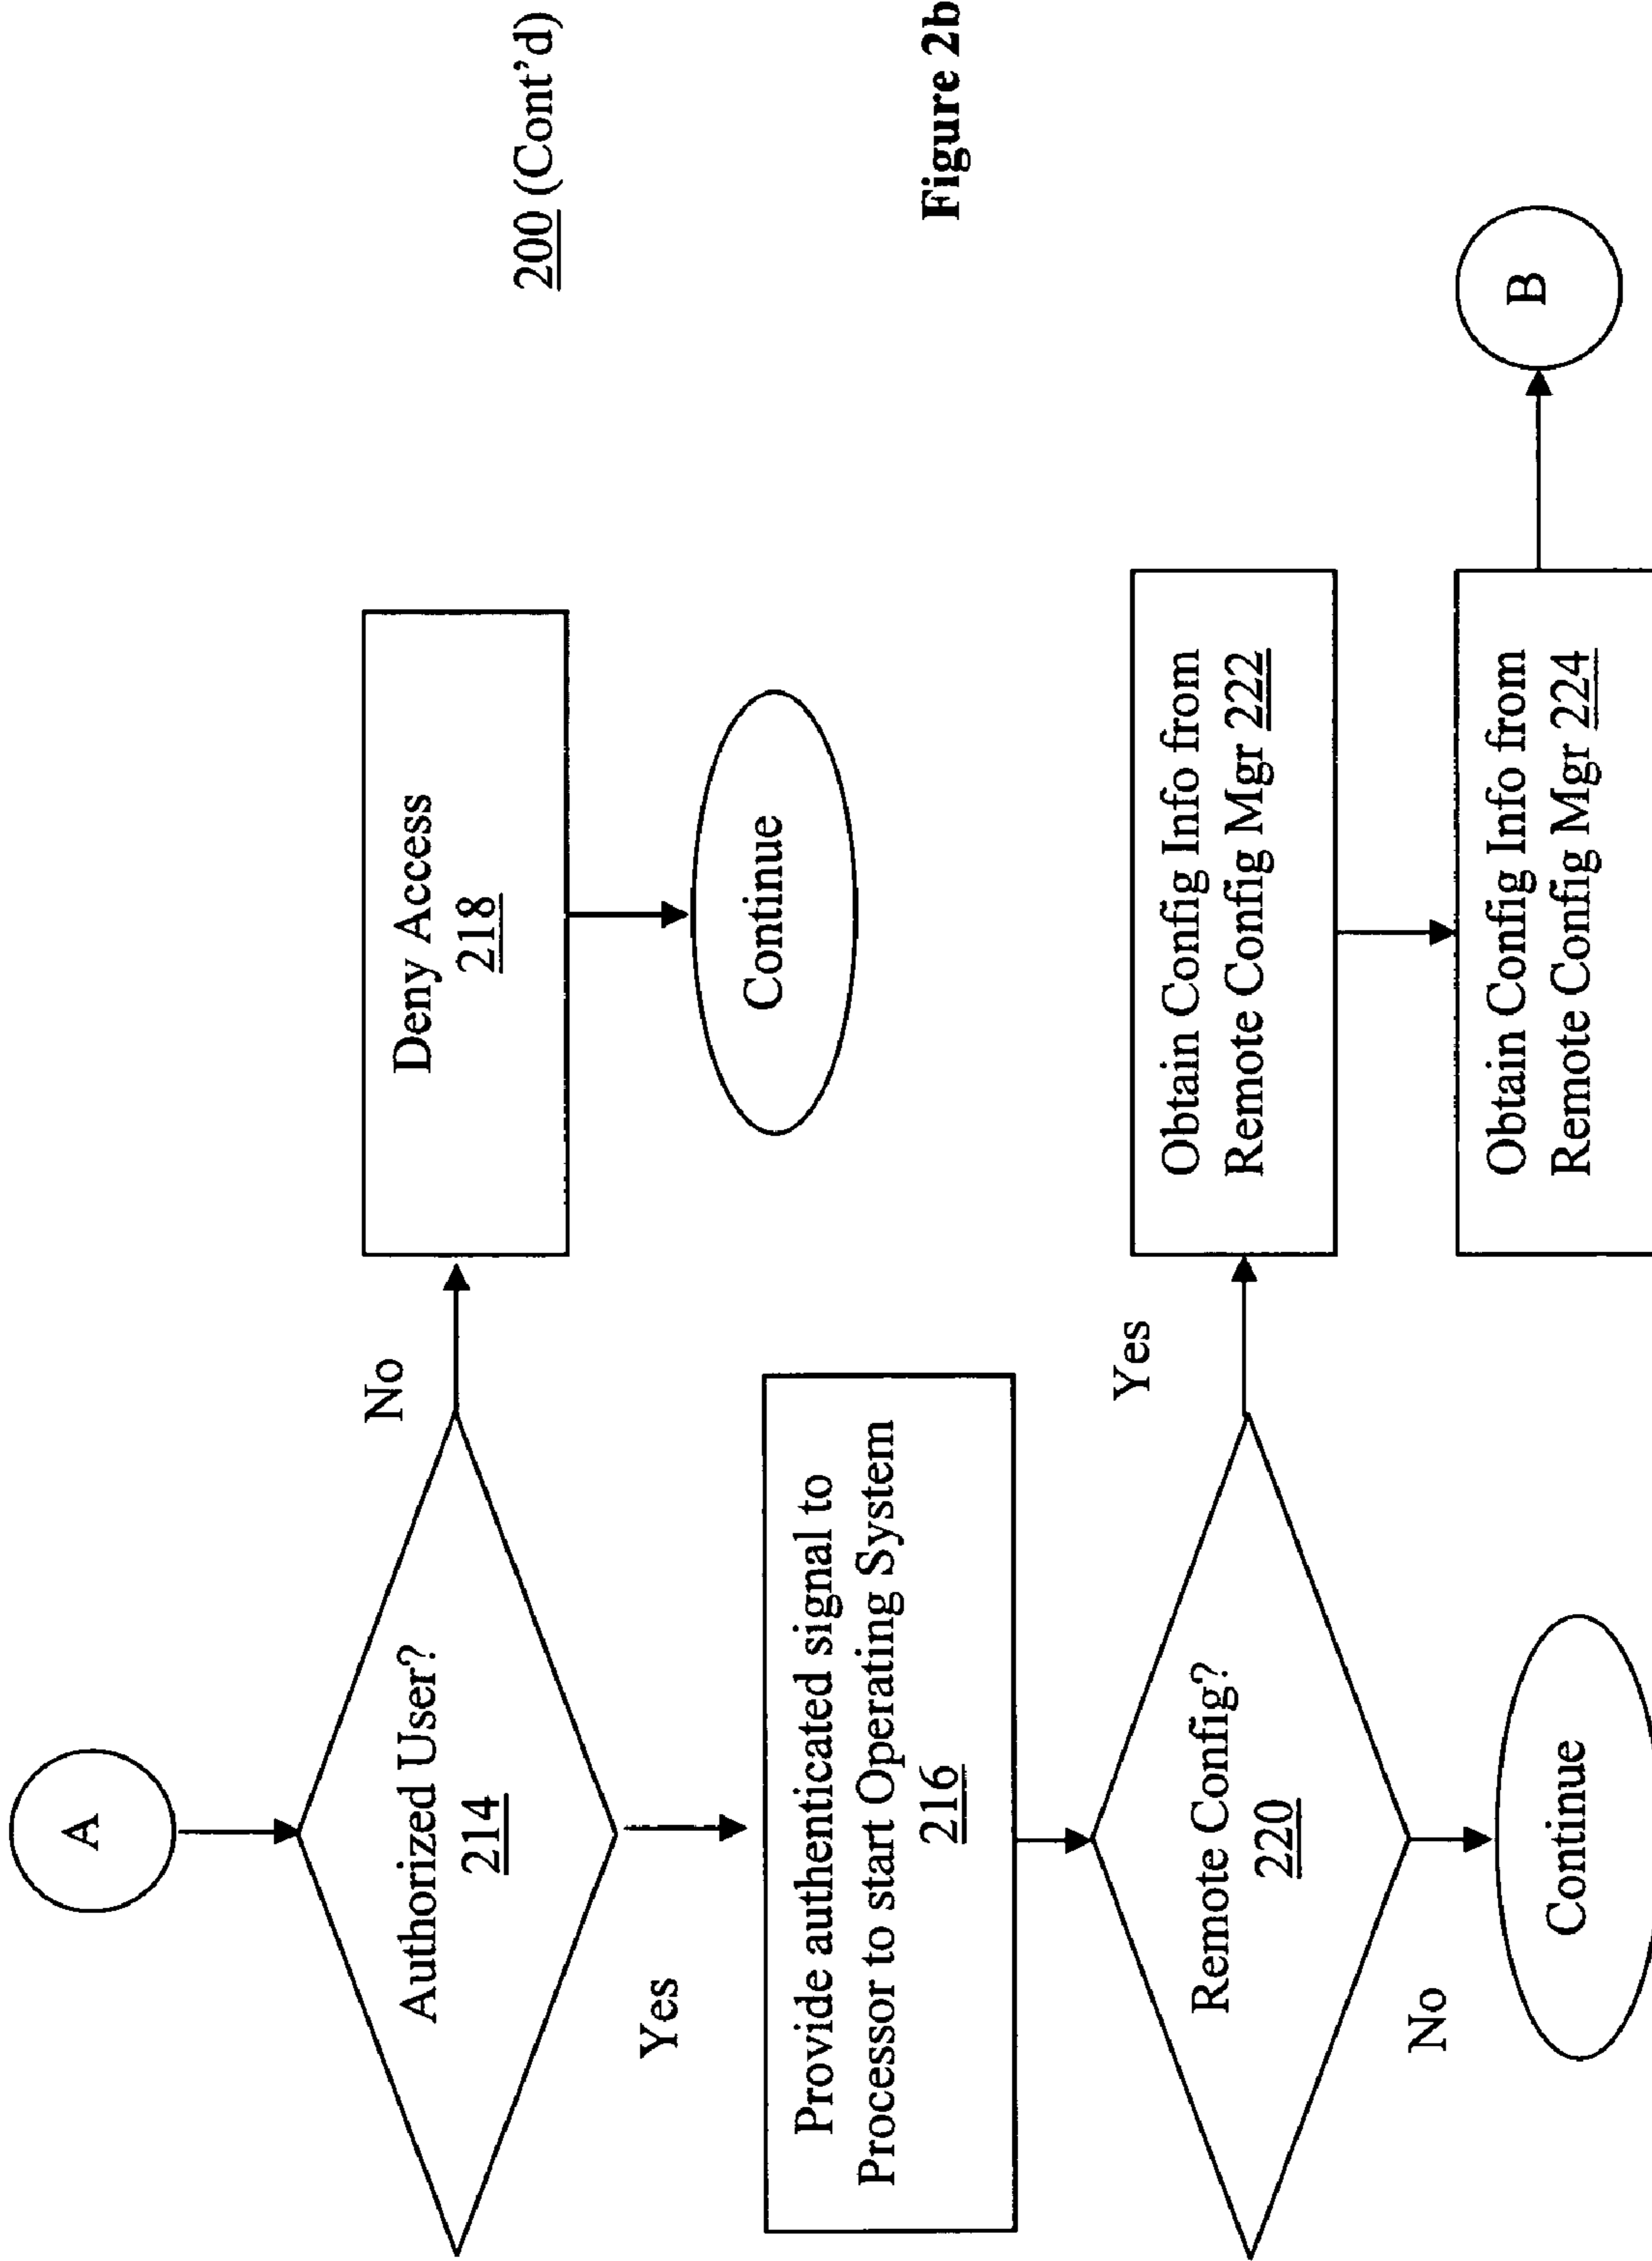 A
Authorized User?
214
No
Deny Access
218
Continue
200 (Cont’d)
Yes
Provide authenticated signal to
Processor to start Operating System
216
Figure 2b
Remote Config?
220
Yes
Obtain Config Info from
Remote Config Mgr 222
No
Continue
Obtain Config Info from
Remote Config Mgr 224
B